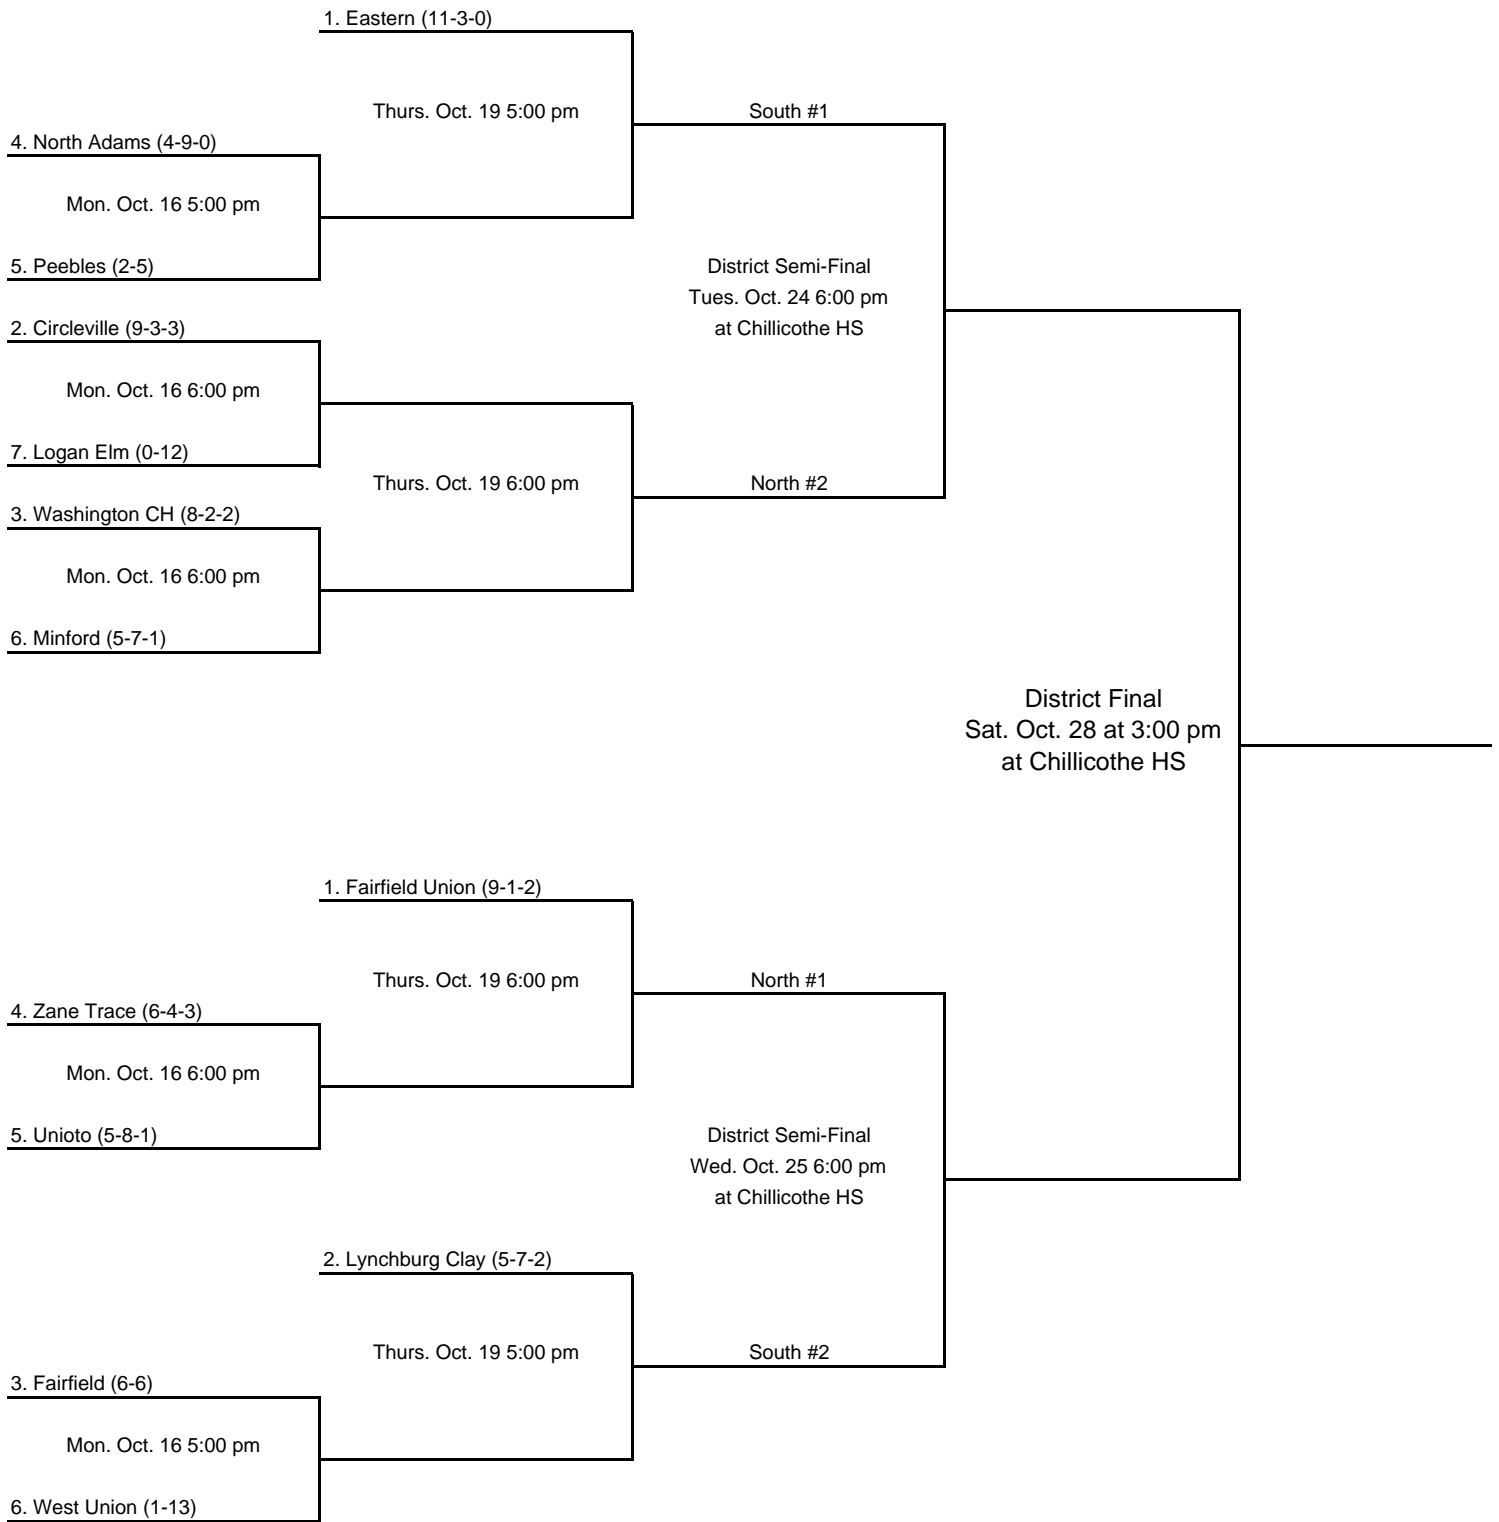 1. Eastern (11-3-0)
Thurs. Oct. 19 5:00 pm
South #1
4. North Adams (4-9-0)
Mon. Oct. 16 5:00 pm
5. Peebles (2-5)
District Semi-Final
Tues. Oct. 24 6:00 pm
at Chillicothe HS
2. Circleville (9-3-3)
Mon. Oct. 16 6:00 pm
7. Logan Elm (0-12)
Thurs. Oct. 19 6:00 pm
North #2
3. Washington CH (8-2-2)
Mon. Oct. 16 6:00 pm
6. Minford (5-7-1)
District Final
Sat. Oct. 28 at 3:00 pm
at Chillicothe HS
1. Fairfield Union (9-1-2)
Thurs. Oct. 19 6:00 pm
North #1
4. Zane Trace (6-4-3)
Mon. Oct. 16 6:00 pm
5. Unioto (5-8-1)
District Semi-Final
Wed. Oct. 25 6:00 pm
at Chillicothe HS
2. Lynchburg Clay (5-7-2)
Thurs. Oct. 19 5:00 pm
South #2
3. Fairfield (6-6)
Mon. Oct. 16 5:00 pm
6. West Union (1-13)